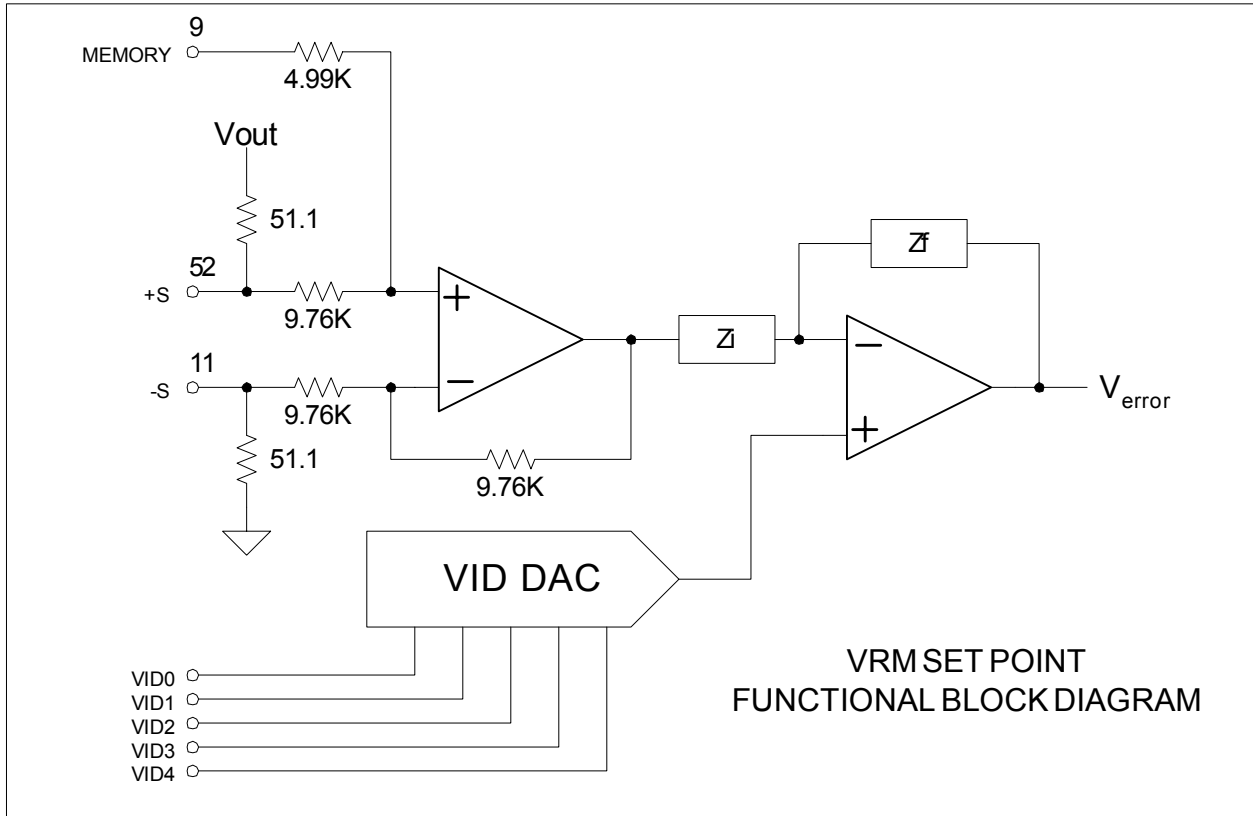 9
MEMORY
4.99K
Vout
51.1
52
+S
9.76K
+
11
-S
9.76K
−
51.1
9.76K
Zi
Zf
−
+
Verror
VID DAC
VID0
VID1
VID2
VID3
VID4
VRM SET POINT
FUNCTIONAL BLOCK DIAGRAM